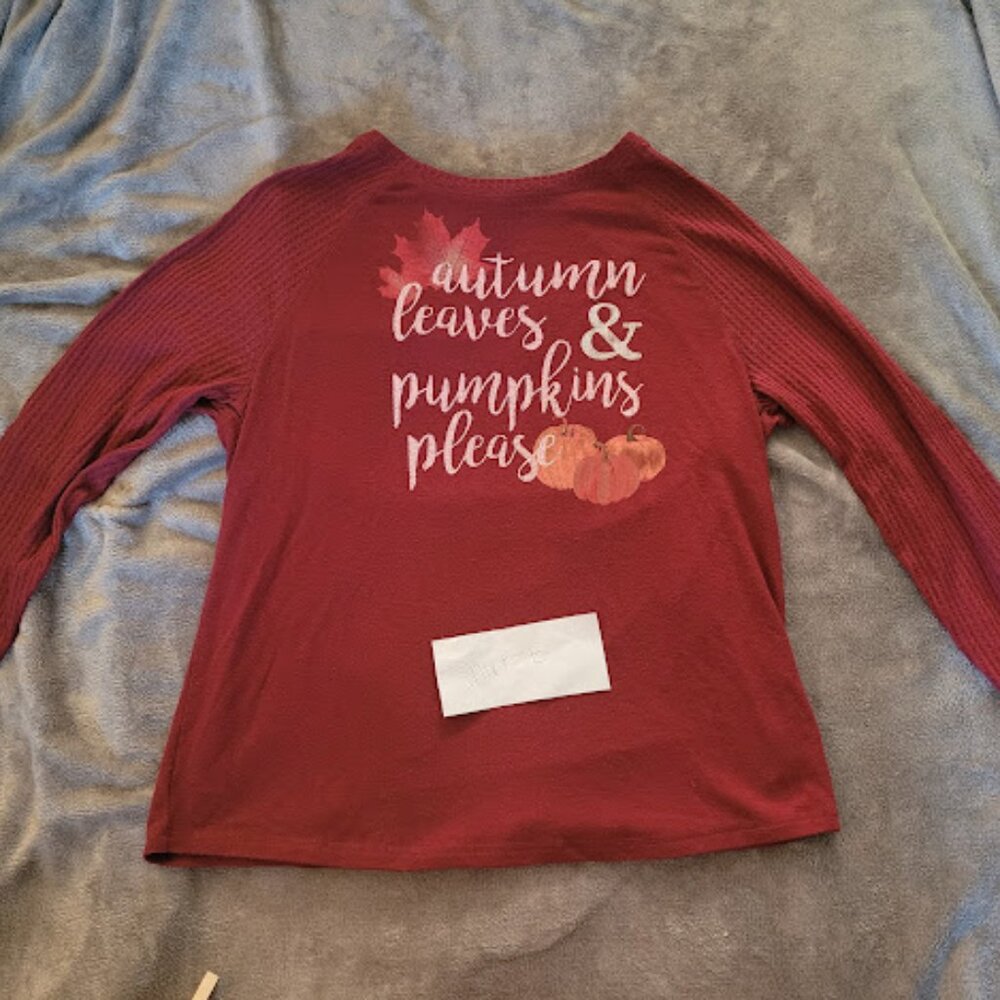 autumn
leaves &
pumpkins
please